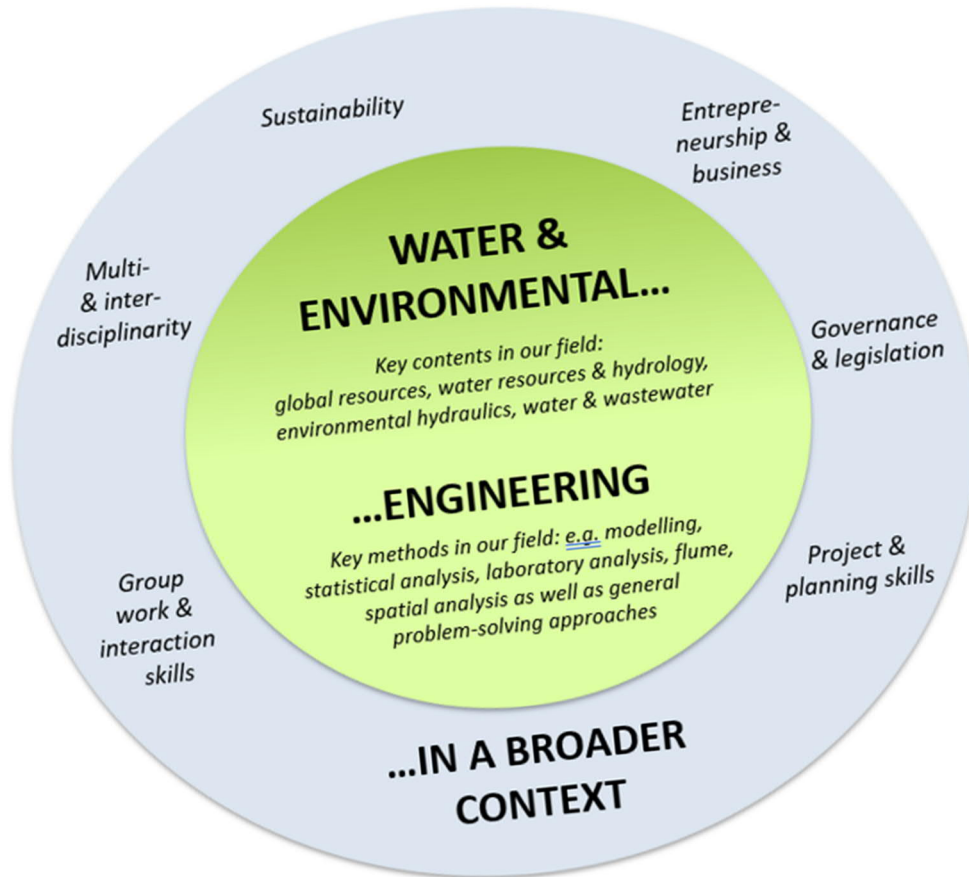 Sustainability
Entrepre-
neurship &
business
Multi-
& inter-
disciplinarity
Governance
& legislation
WATER &
ENVIRONMENTAL...
Key contents in our field:
global resources, water resources & hydrology,
environmental hydraulics, water & wastewater
...ENGINEERING
Key methods in our field: e.g. modelling,
statistical analysis, laboratory analysis, flume,
spatial analysis as well as general
problem-solving approaches
Group
work &
interaction
skills
Project &
planning skills
...IN A BROADER
CONTEXT